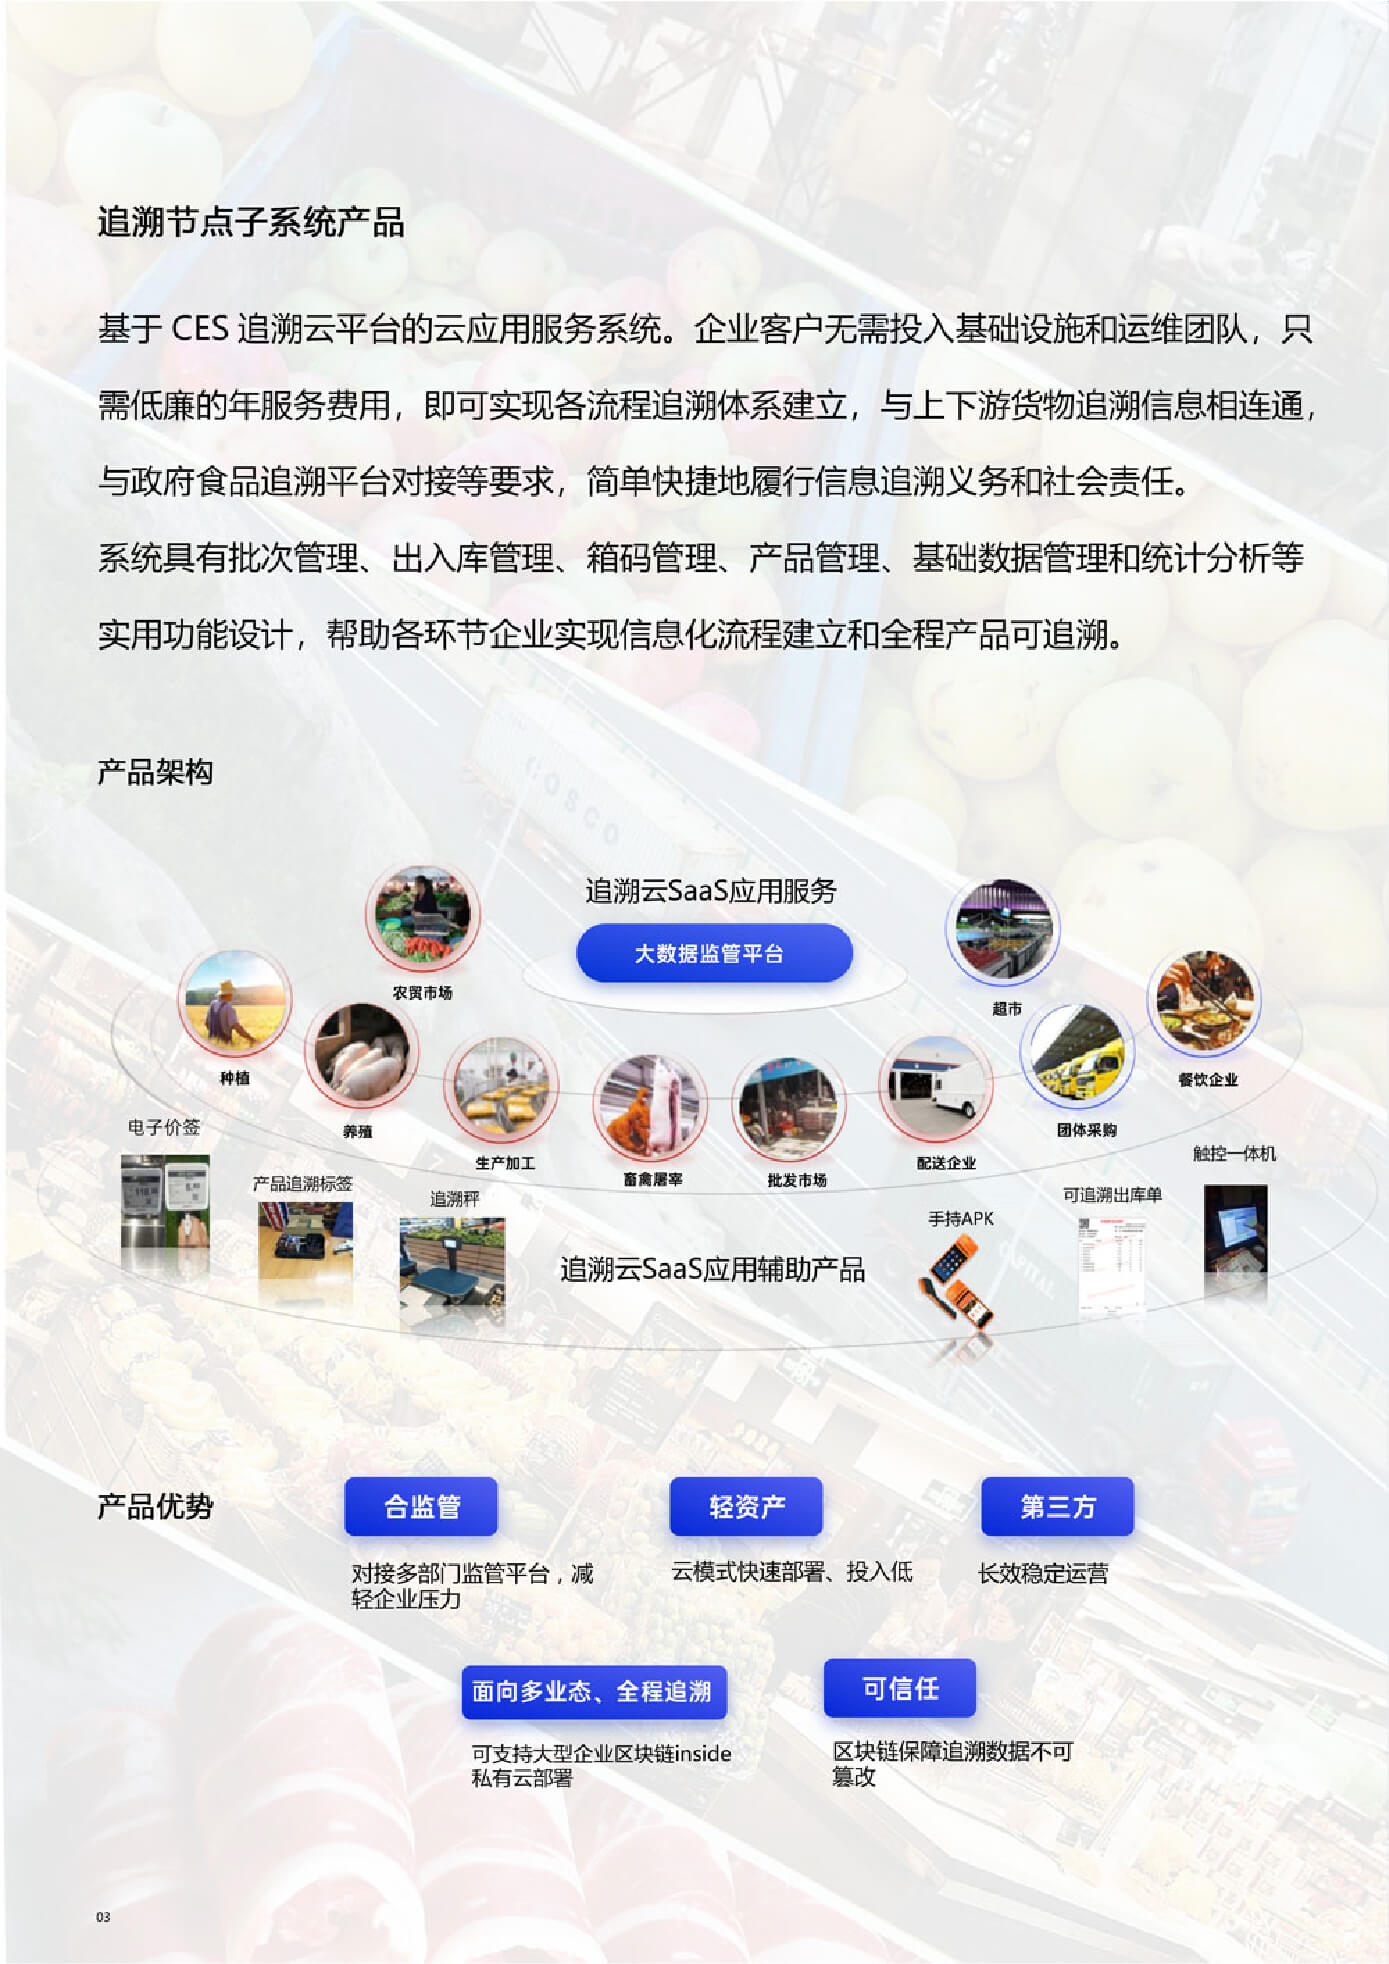 追溯节点子系统产品
基于 CES 追溯云平台的云应用服务系统。企业客户无需投入基础设施和运维团队，只
需低廉的年服务费用，即可实现各流程追溯体系建立，与上下游货物追溯信息相连通，
与政府食品追溯平台对接等要求，简单快捷地履行信息追溯义务和社会责任。
系统具有批次管理、出入库管理、箱码管理、产品管理、基础数据管理和统计分析等
实用功能设计，帮助各环节企业实现信息化流程建立和全程产品可追溯。
COSCO
产品架构
追溯云SaaS应用服务
大数据监管平台
农贸市场
超市
种植
餐饮企业
养殖
团体采购
生产加工
配送企业
畜禽屠宰
批发市场
电子价签
触控一体机
产品追溯标签
可追溯出库单
追溯秤
手持APK
追溯云SaaS应用辅助产品
产品优势
合监管
轻资产
第三方
对接多部门监管平台，减
轻企业压力
云模式快速部署、投入低
长效稳定运营
面向多业态、全程追溯
可信任
可支持大型企业区块链inside
私有云部署
区块链保障追溯数据不可
篡改
03